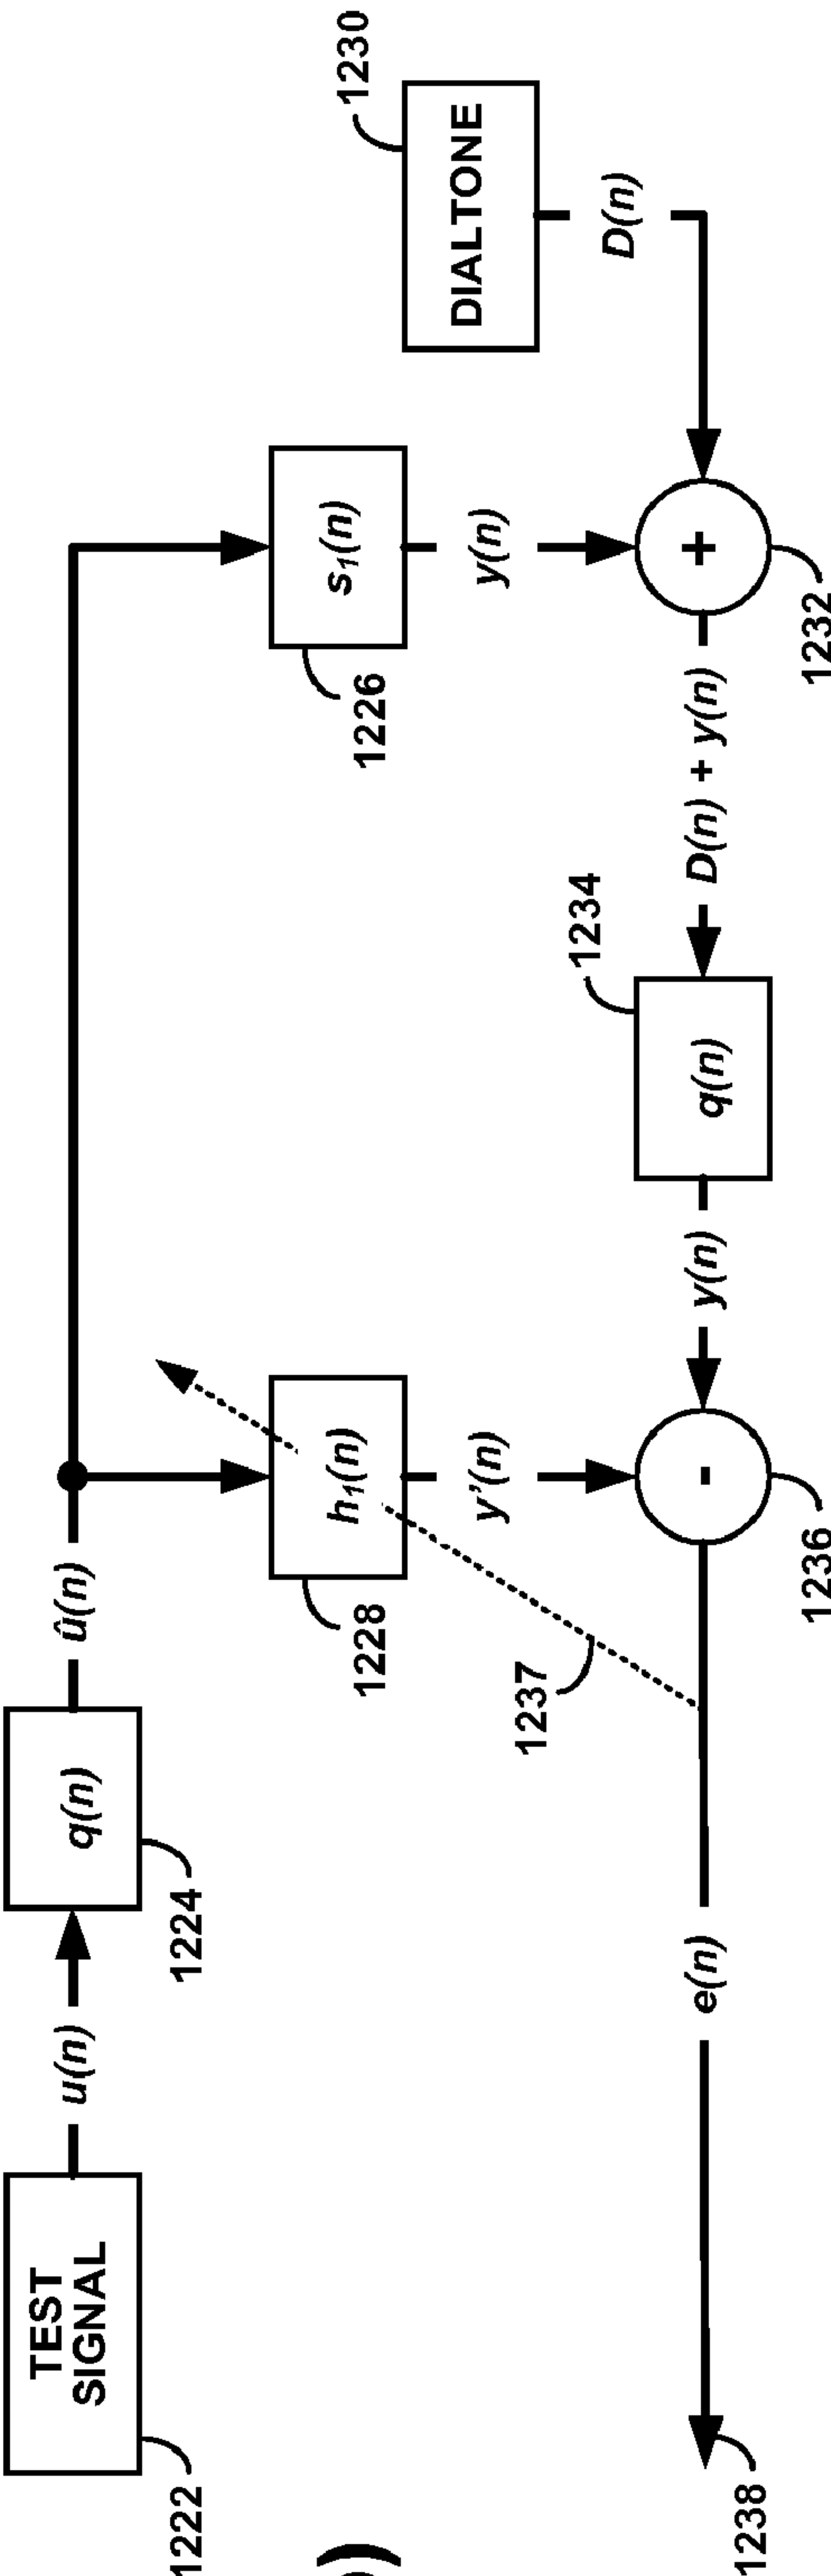 TEST
SIGNAL
1222
u(n)
q(n)
1224
û(n)
h₁(n)
1228
s₁(n)
1226
DIALTONE
1230
D(n)
y'(n)
y(n)
1237
e(n)
1238
-
1236
y(n)
q(n)
1234
D(n) + y(n)
+
1232
)